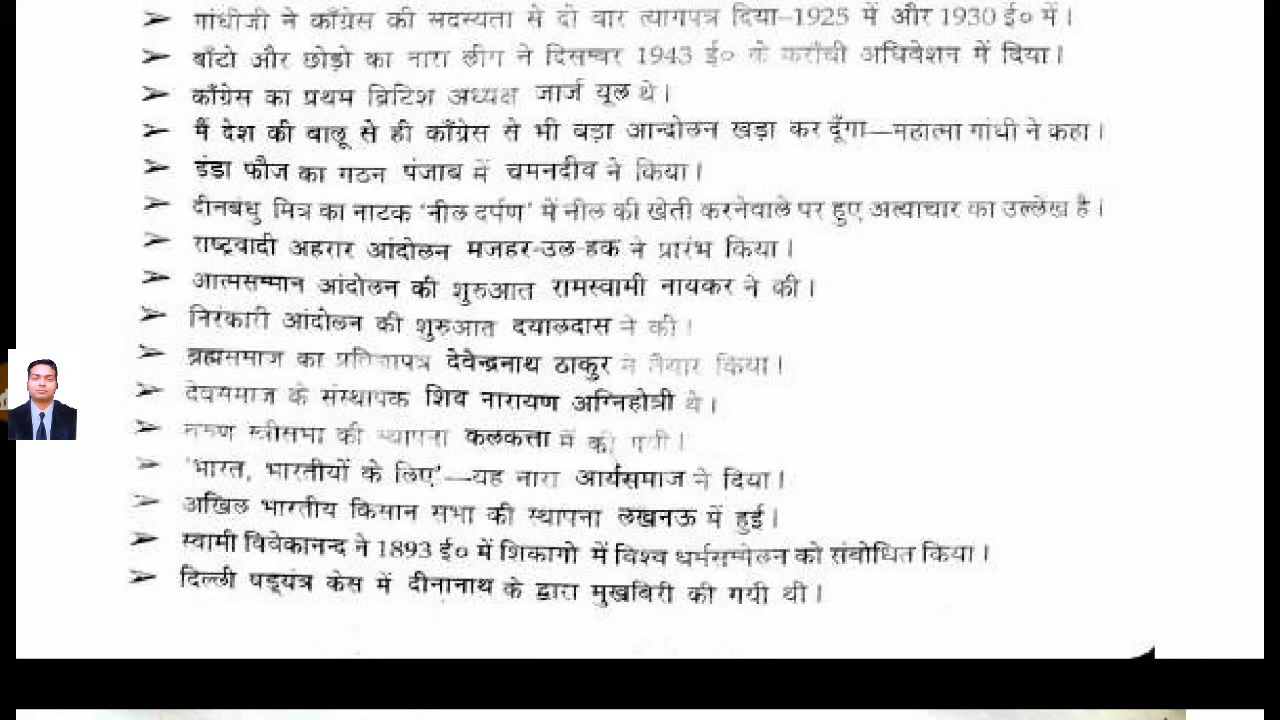 ➤ गांधीजी ने काँग्रेस की सदस्यता से दो बार त्यागपत्र दिया–1925 में और 1930 ई० में।
➤ बाँटो और छोड़ो का नारा लीग ने दिसम्बर 1943 ई० के कराँची अधिवेशन में दिया।
➤ काँग्रेस का प्रथम ब्रिटिश अध्यक्ष जार्ज यूल थे।
➤ मैं देश की बालू से ही काँग्रेस से भी बड़ा आन्दोलन खड़ा कर दूँगा—महात्मा गांधी ने कहा।
➤ डंडा फौज का गठन पंजाब में चमनदीव ने किया।
➤ दीनबंधु मित्र का नाटक ‘नील दर्पण’ में नील की खेती करनेवाले पर हुए अत्याचार का उल्लेख है।
➤ राष्ट्रवादी अहरार आंदोलन मजहर-उल-हक ने प्रारंभ किया।
➤ आत्मसम्मान आंदोलन की शुरुआत रामस्वामी नायकर ने की।
➤ निरंकारी आंदोलन की शुरुआत दयालदास ने की।
➤ ब्रह्मसमाज का प्रतिज्ञापत्र देवेन्द्रनाथ ठाकुर ने तैयार किया।
➤ देवसमाज के संस्थापक शिव नारायण अग्निहोत्री थे।
➤ स्त्रीसभा की स्थापना कलकत्ता में की गयी।
➤ ‘भारत, भारतीयों के लिए’—यह नारा आर्यसमाज ने दिया।
➤ अखिल भारतीय किसान सभा की स्थापना लखनऊ में हुई।
➤ स्वामी विवेकानन्द ने 1893 ई० में शिकागो में विश्व धर्मसम्मेलन को संबोधित किया।
➤ दिल्ली षड्यंत्र केस में दीनानाथ के द्वारा मुखबिरी की गयी थी।